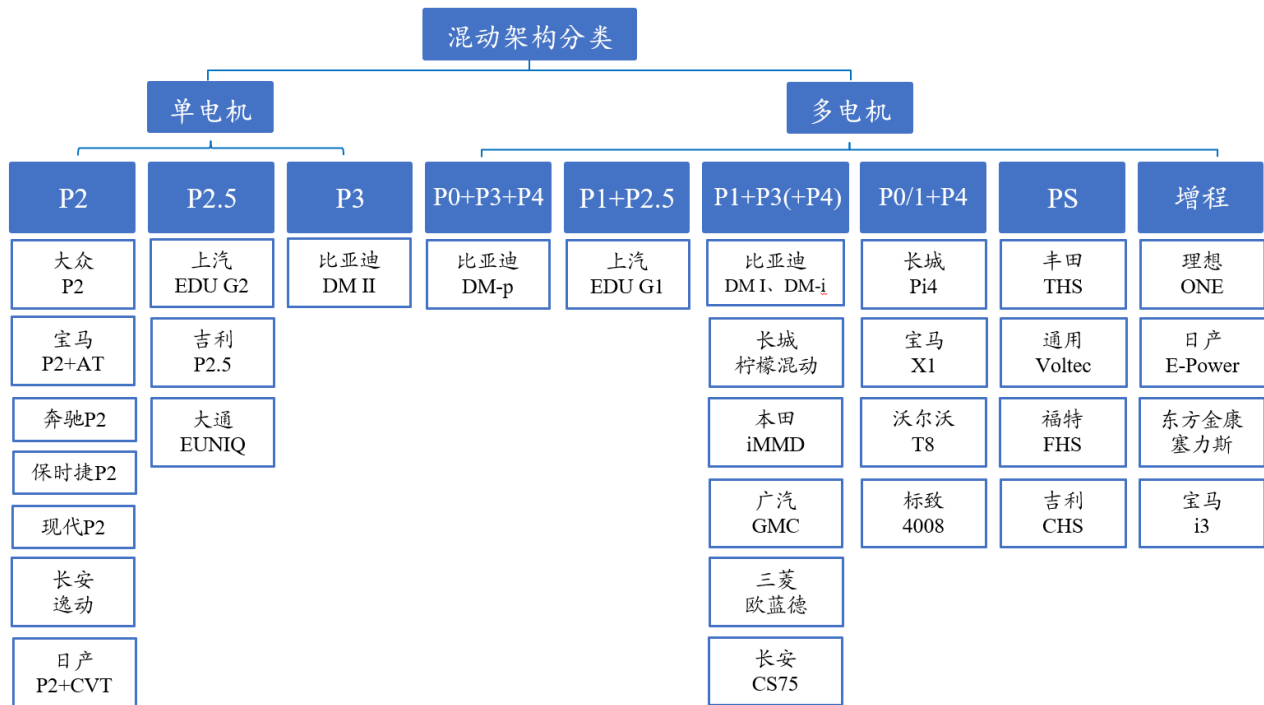 混动架构分类
单电机
多电机
P2
P2.5
P3
P0+P3+P4
P1+P2.5
P1+P3(+P4)
P0/1+P4
PS
增程
大众
P2
宝马
P2+AT
奔驰P2
保时捷P2
现代P2
长安
逸动
日产
P2+CVT
上汽
EDU G2
吉利
P2.5
大通
EUNIQ
比亚迪
DM II
比亚迪
DM-p
上汽
EDU G1
比亚迪
DM I、DM-i
长城
柠檬混动
本田
iMMD
广汽
GMC
三菱
欧蓝德
长安
CS75
长城
Pi4
宝马
X1
沃尔沃
T8
标致
4008
丰田
THS
通用
Voltec
福特
FHS
吉利
CHS
理想
ONE
日产
E-Power
东方金康
塞力斯
宝马
i3